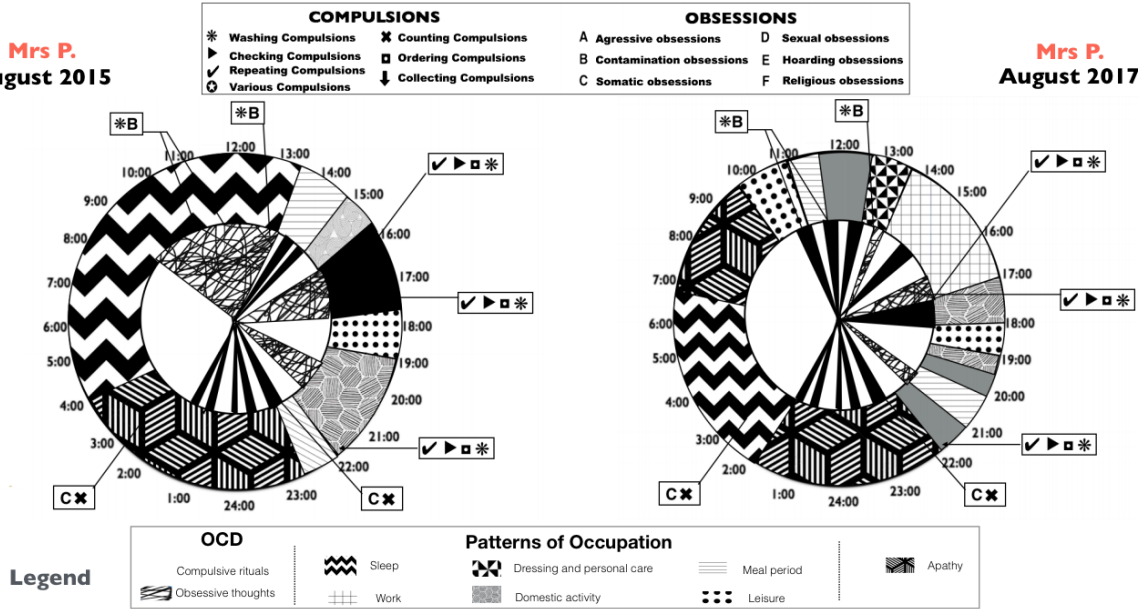 COMPULSIONS
OBSESSIONS
Mrs P.
ugust 2015
Washing Compulsions
Checking Compulsions
Repeating Compulsions
Various Compulsions
Counting Compulsions
Ordering Compulsions
Collecting Compulsions
A Agressive obsessions
B Contamination obsessions
C Somatic obsessions
D Sexual obsessions
E Hoarding obsessions
F Religious obsessions
Mrs P.
August 2017
B
B
12:00
13:00
14:00
15:00
16:00
17:00
18:00
19:00
20:00
21:00
22:00
23:00
24:00
1:00
2:00
3:00
4:00
5:00
6:00
7:00
8:00
9:00
10:00
11:00
C
C
B
B
12:00
13:00
14:00
15:00
16:00
17:00
18:00
19:00
20:00
21:00
22:00
23:00
24:00
1:00
2:00
3:00
4:00
5:00
6:00
7:00
8:00
9:00
10:00
11:00
C
C
Legend
OCD
Compulsive rituals
Obsessive thoughts
Patterns of Occupation
Sleep
Work
Dressing and personal care
Domestic activity
Meal period
Leisure
Apathy